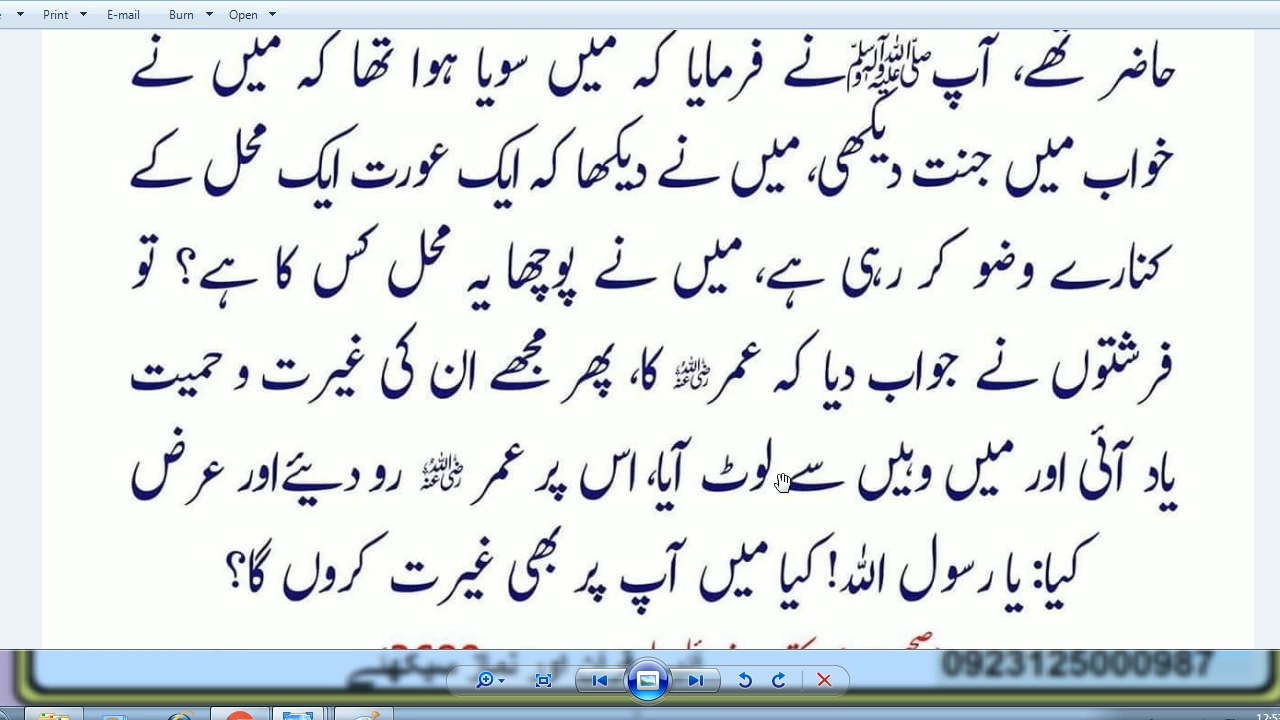 Print E-mail Burn Open
حاضر تھے، آپ ﷺ نے فرمایا کہ میں سویا ہوا تھا کہ میں نے
خواب میں جنت دیکھی، میں نے دیکھا کہ ایک عورت ایک محل کے
کنارے وضو کر رہی ہے، میں نے پوچھا یہ محل کس کا ہے؟ تو
فرشتوں نے جواب دیا کہ عمر رضی اللہ عنہ کا، پھر مجھے ان کی غیرت و حمیت
یاد آئی اور میں وہیں سے لوٹ آیا، اس پر عمر رضی اللہ عنہ رو دیئے اور عرض
کیا: یا رسول اللہ! کیا میں آپ پر بھی غیرت کروں گا؟
0923125000987